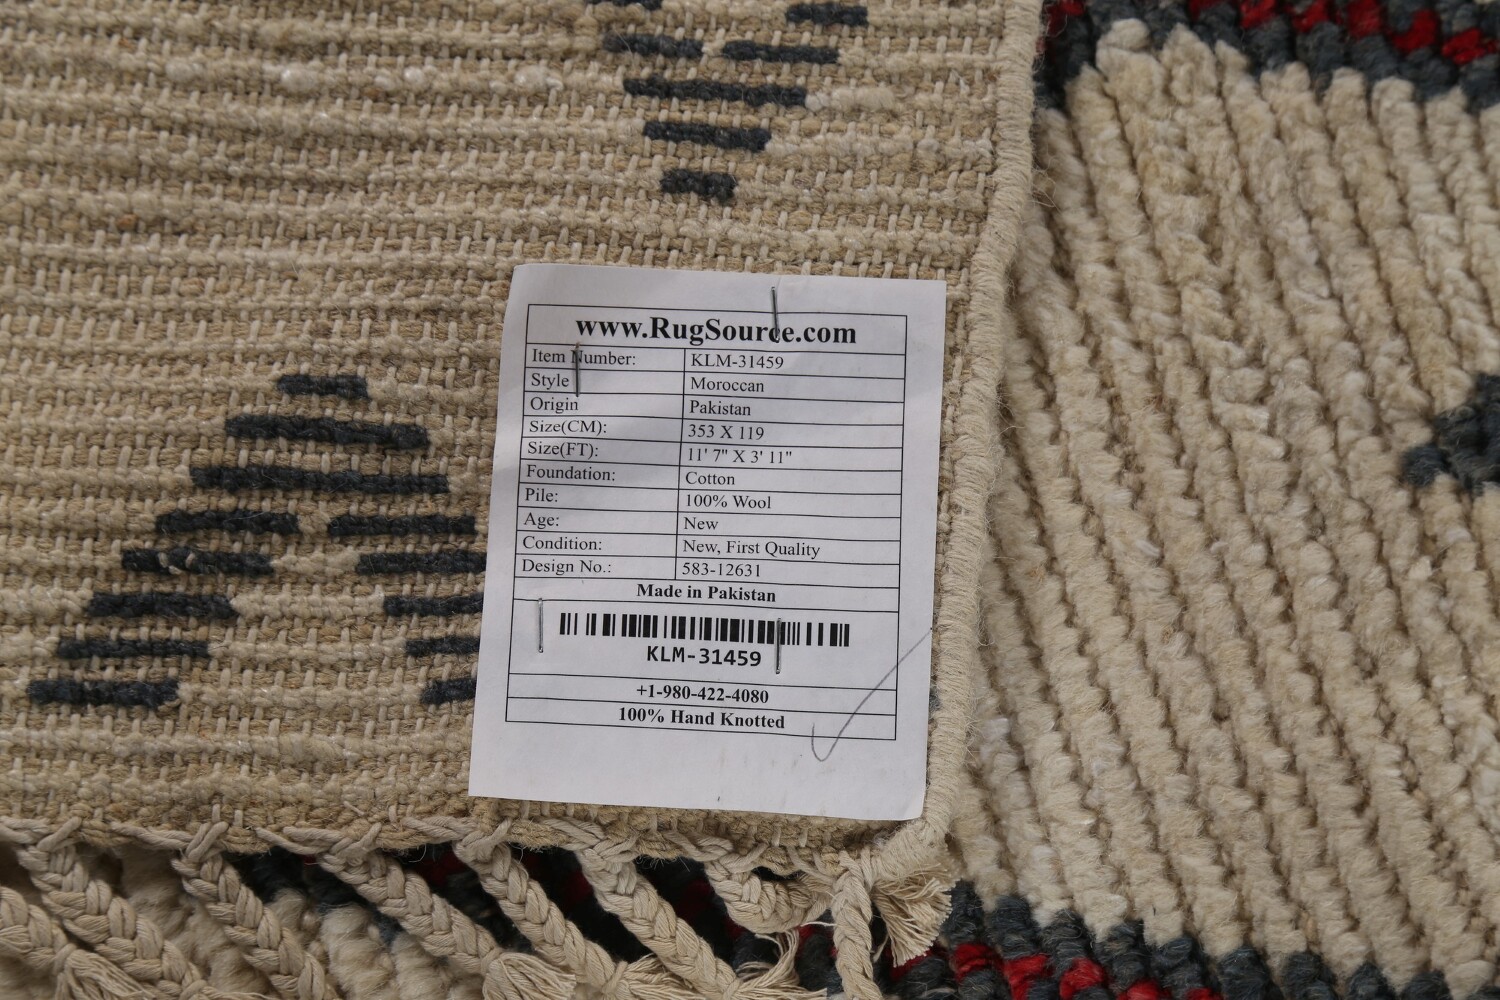 www.RugSource.com
Item Number: KLM-31459
Style Moroccan
Origin Pakistan
Size(CM): 353 X 119
Size(FT): 11' 7" X 3' 11"
Foundation: Cotton
Pile: 100% Wool
Age: New
Condition: New, First Quality
Design No.: 583-12631
Made in Pakistan
KLM-31459
+1-980-422-4080
100% Hand Knotted